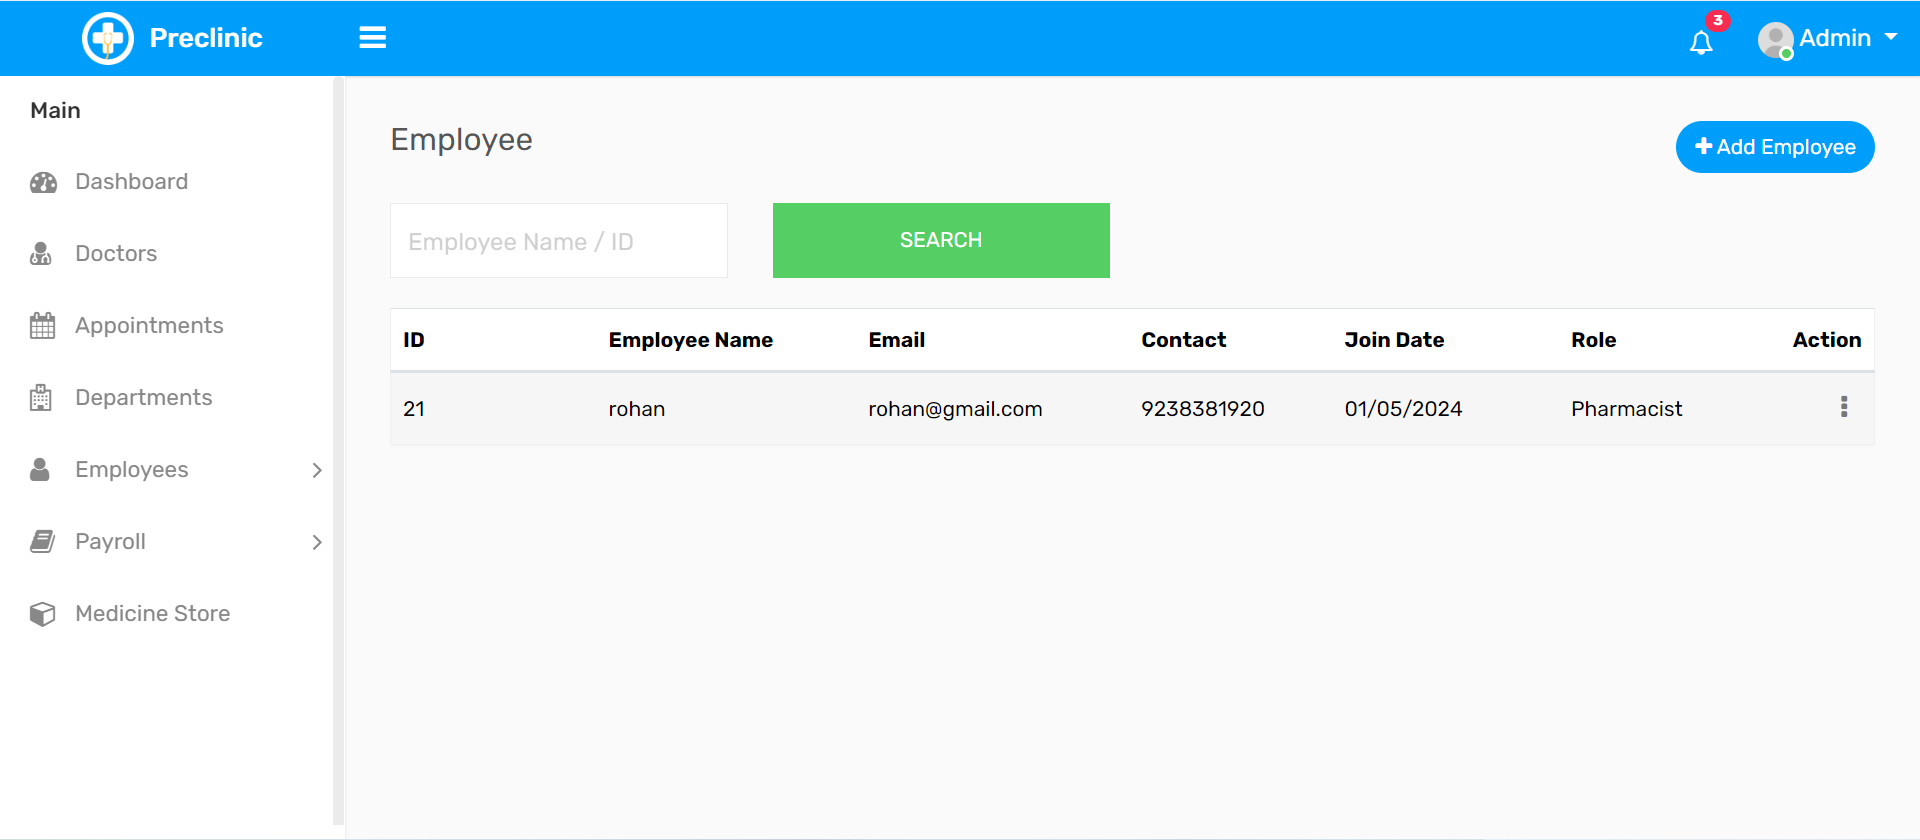 Preclinic
3
Admin
Main
Dashboard
Doctors
Appointments
Departments
Employees
Payroll
Medicine Store
Employee
Add Employee
Employee Name / ID
SEARCH
ID Employee Name Email Contact Join Date Role Action
21 rohan rohan@gmail.com 9238381920 01/05/2024 Pharmacist